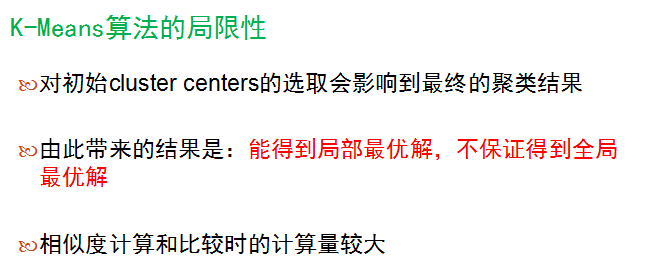 K-Means算法的局限性
对初始cluster centers的选取会影响到最终的聚类结果
由此带来的结果是：能得到局部最优解，不保证得到全局
最优解
相似度计算和比较时的计算量较大